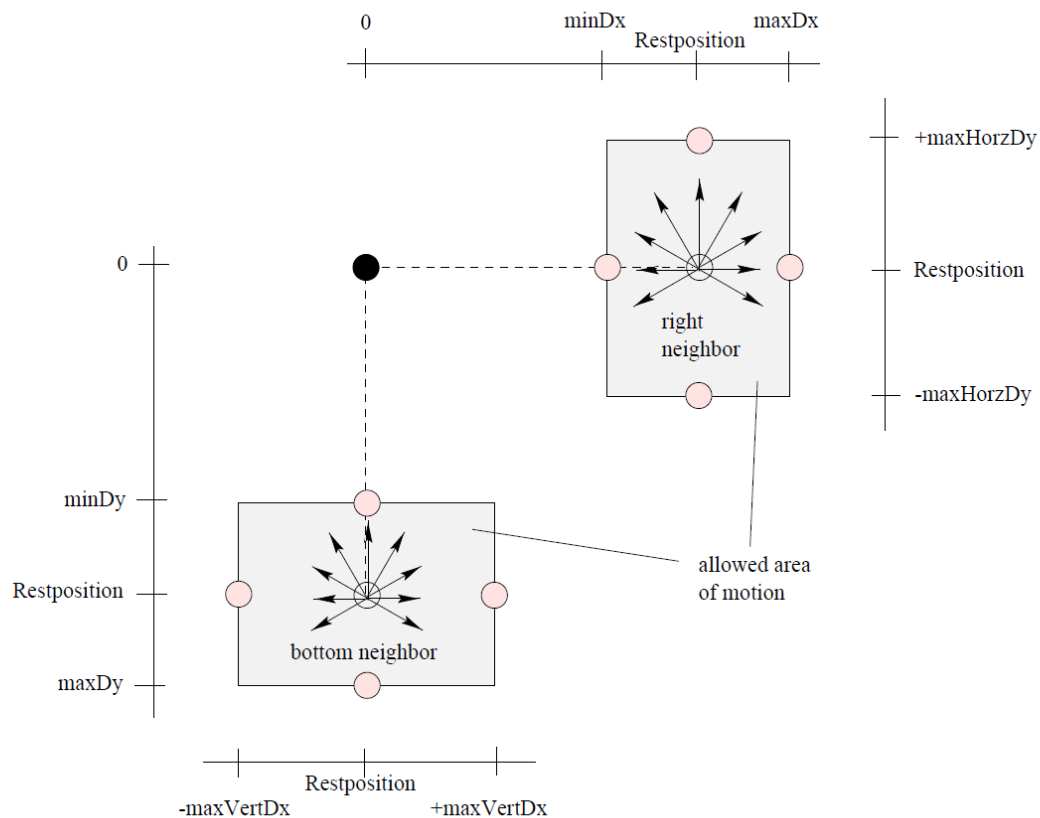 0
minDx
maxDx
Restposition
+maxHorzDy
0
Restposition
right
neighbor
-maxHorzDy
minDy
allowed area
of motion
Restposition
bottom neighbor
maxDy
Restposition
-maxVertDx
+maxVertDx